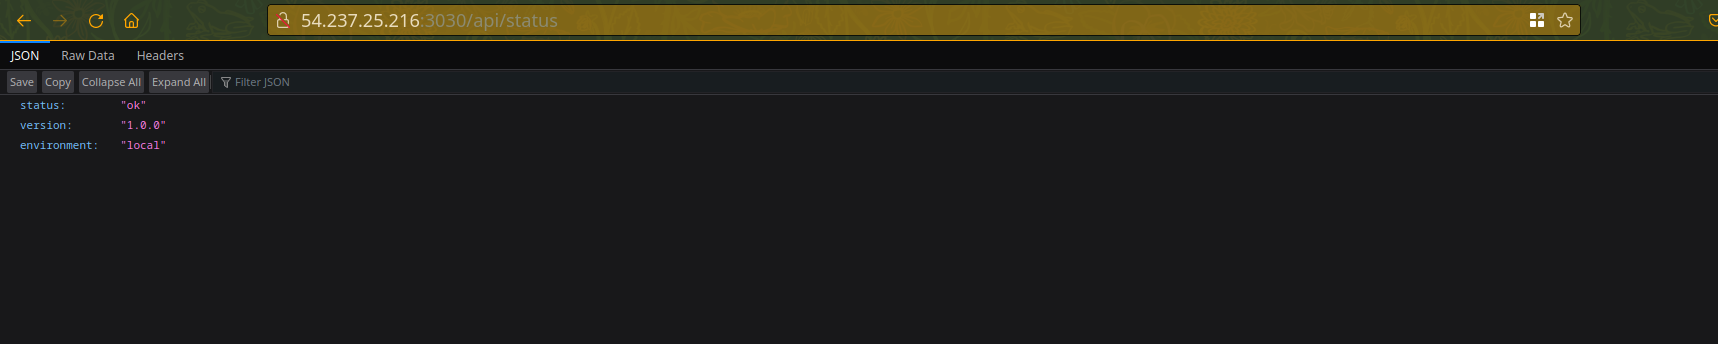 54.237.25.216:3030/api/status
JSON Raw Data Headers
Save Copy Collapse All Expand All Filter JSON
status: "ok"
version: "1.0.0"
environment: "local"